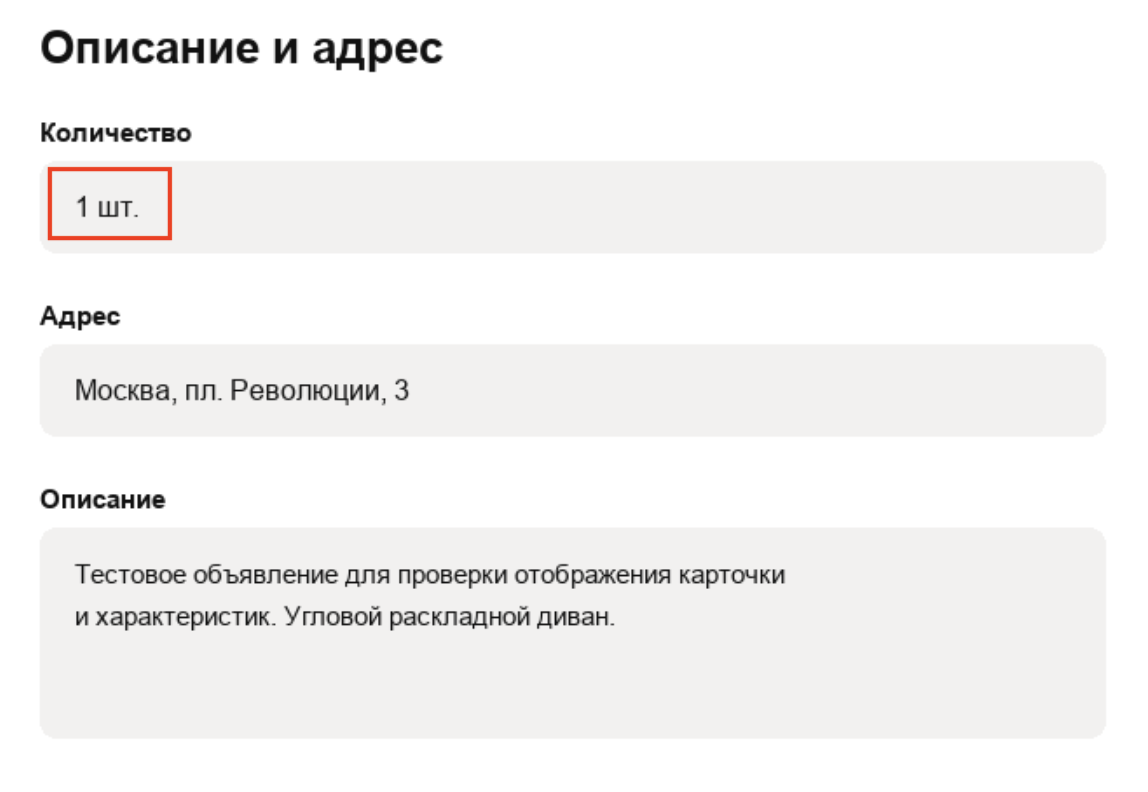 Описание и адрес
Количество
1 шт.
Адрес
Москва, пл. Революции, 3
Описание
Тестовое объявление для проверки отображения карточки
и характеристик. Угловой раскладной диван.